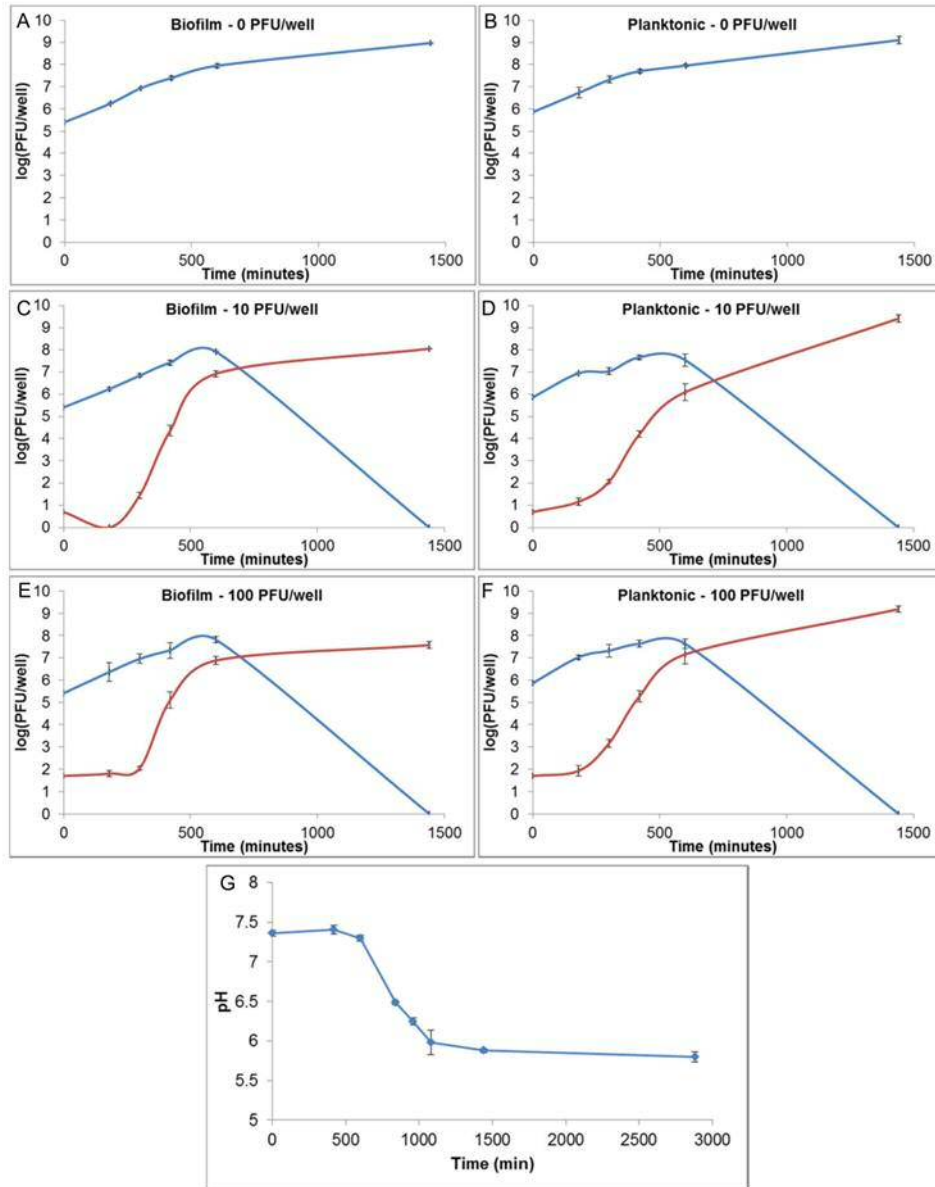 A
Biofilm - 0 PFU/well
log(PFU/well)
10
9
8
7
6
5
4
3
2
1
0
0 500 1000 1500
Time (minutes)
B
Planktonic - 0 PFU/well
log(PFU/well)
10
9
8
7
6
5
4
3
2
1
0
0 500 1000 1500
Time (minutes)
C
Biofilm - 10 PFU/well
log(PFU/well)
10
9
8
7
6
5
4
3
2
1
0
0 500 1000 1500
Time (minutes)
D
Planktonic - 10 PFU/well
log(PFU/well)
10
9
8
7
6
5
4
3
2
1
0
0 500 1000 1500
Time (minutes)
E
Biofilm - 100 PFU/well
log(PFU/well)
10
9
8
7
6
5
4
3
2
1
0
0 500 1000 1500
Time (minutes)
F
Planktonic - 100 PFU/well
log(PFU/well)
10
9
8
7
6
5
4
3
2
1
0
0 500 1000 1500
Time (minutes)
G
pH
8
7.5
7
6.5
6
5.5
5
0 500 1000 1500 2000 2500 3000
Time (min)